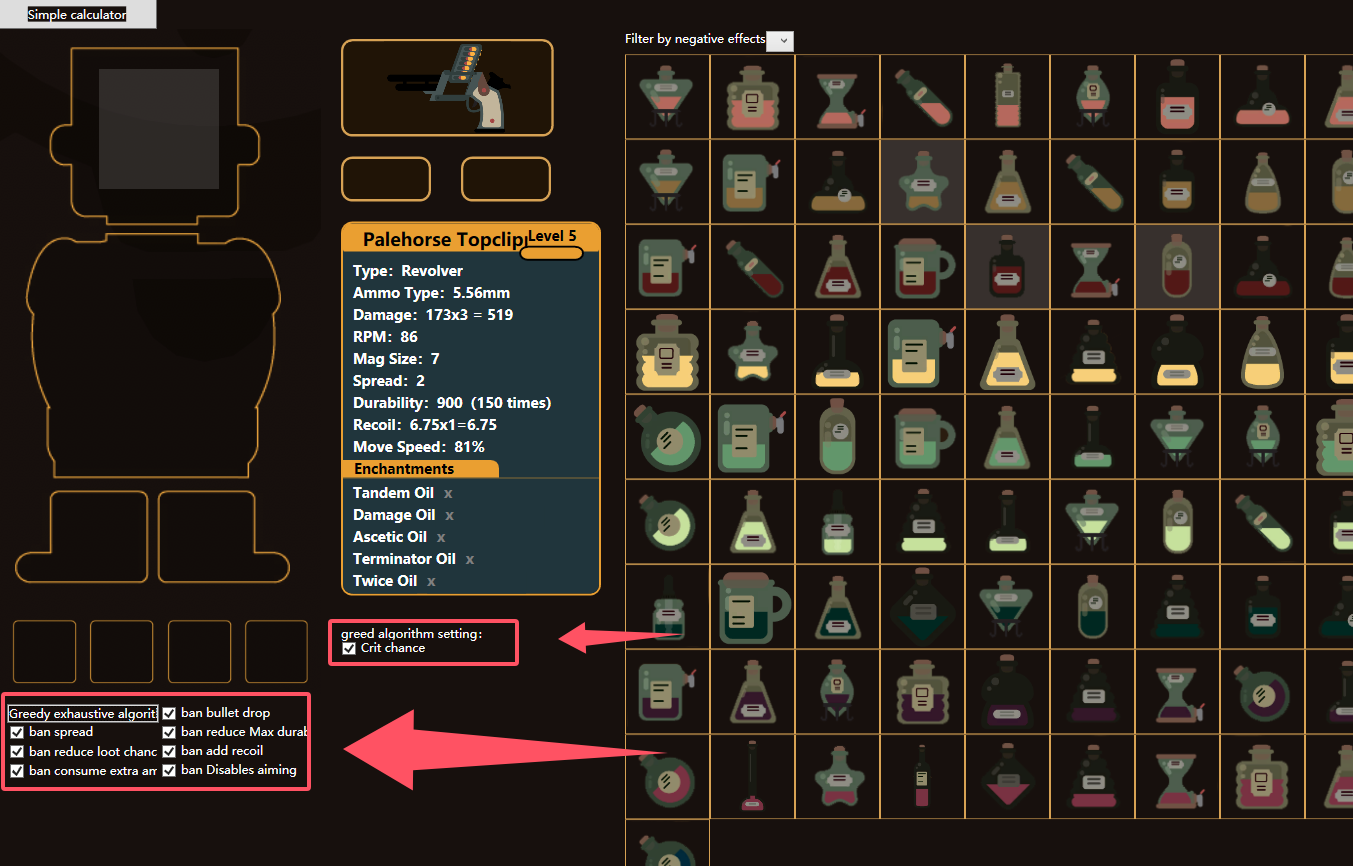 Simple calculator
Filter by negative effects
Palehorse Topclip
Level 5
Type: Revolver
Ammo Type: 5.56mm
Damage: 173x3 = 519
RPM: 86
Mag Size: 7
Spread: 2
Durability: 900 (150 times)
Recoil: 6.75x1=6.75
Move Speed: 81%
Enchantments
Tandem Oil x
Damage Oil x
Ascetic Oil x
Terminator Oil x
Twice Oil x
greed algorithm setting:
Crit chance
Greedy exhaustive algorit
ban bullet drop
ban spread
ban reduce Max durab
ban reduce loot chanc
ban add recoil
ban consume extra am
ban Disables aiming